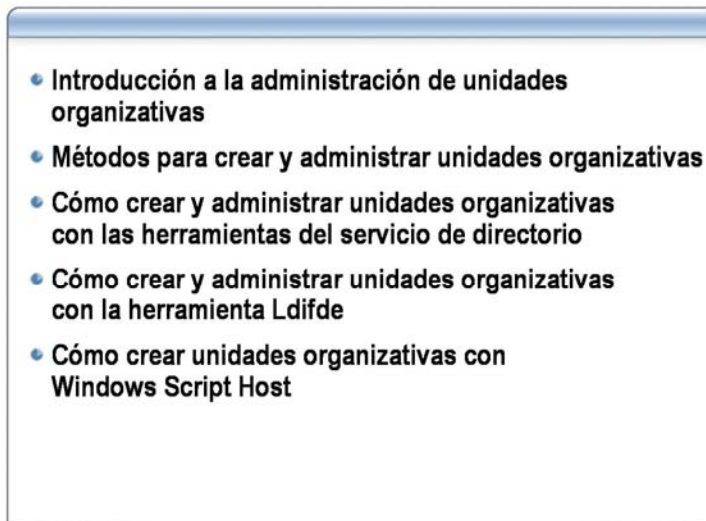 Introducción a la administración de unidades
organizativas
Métodos para crear y administrar unidades organizativas
Cómo crear y administrar unidades organizativas
con las herramientas del servicio de directorio
Cómo crear y administrar unidades organizativas
con la herramienta Ldifde
Cómo crear unidades organizativas con
Windows Script Host